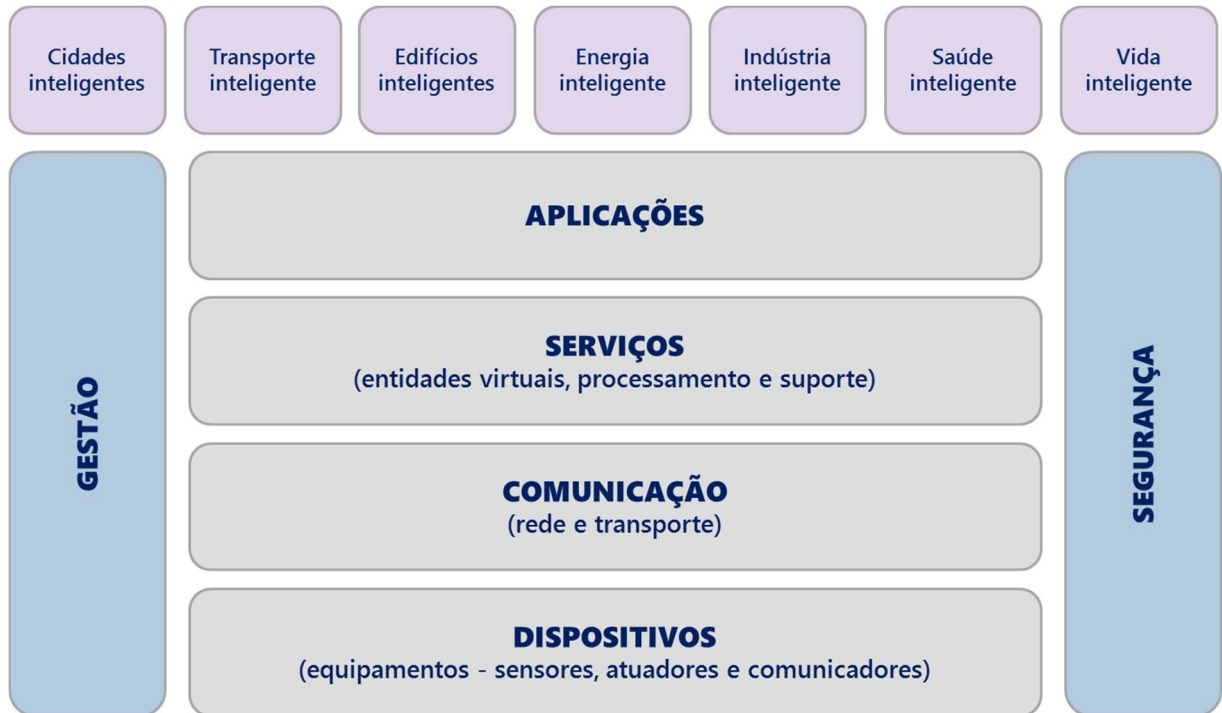 Cidades
inteligentes
Transporte
inteligente
Edifícios
inteligentes
Energia
inteligente
Indústria
inteligente
Saúde
inteligente
Vida
inteligente
GESTÃO
APLICAÇÕES
SERVIÇOS
(entidades virtuais, processamento e suporte)
COMUNICAÇÃO
(rede e transporte)
DISPOSITIVOS
(equipamentos - sensores, atuadores e comunicadores)
SEGURANÇA